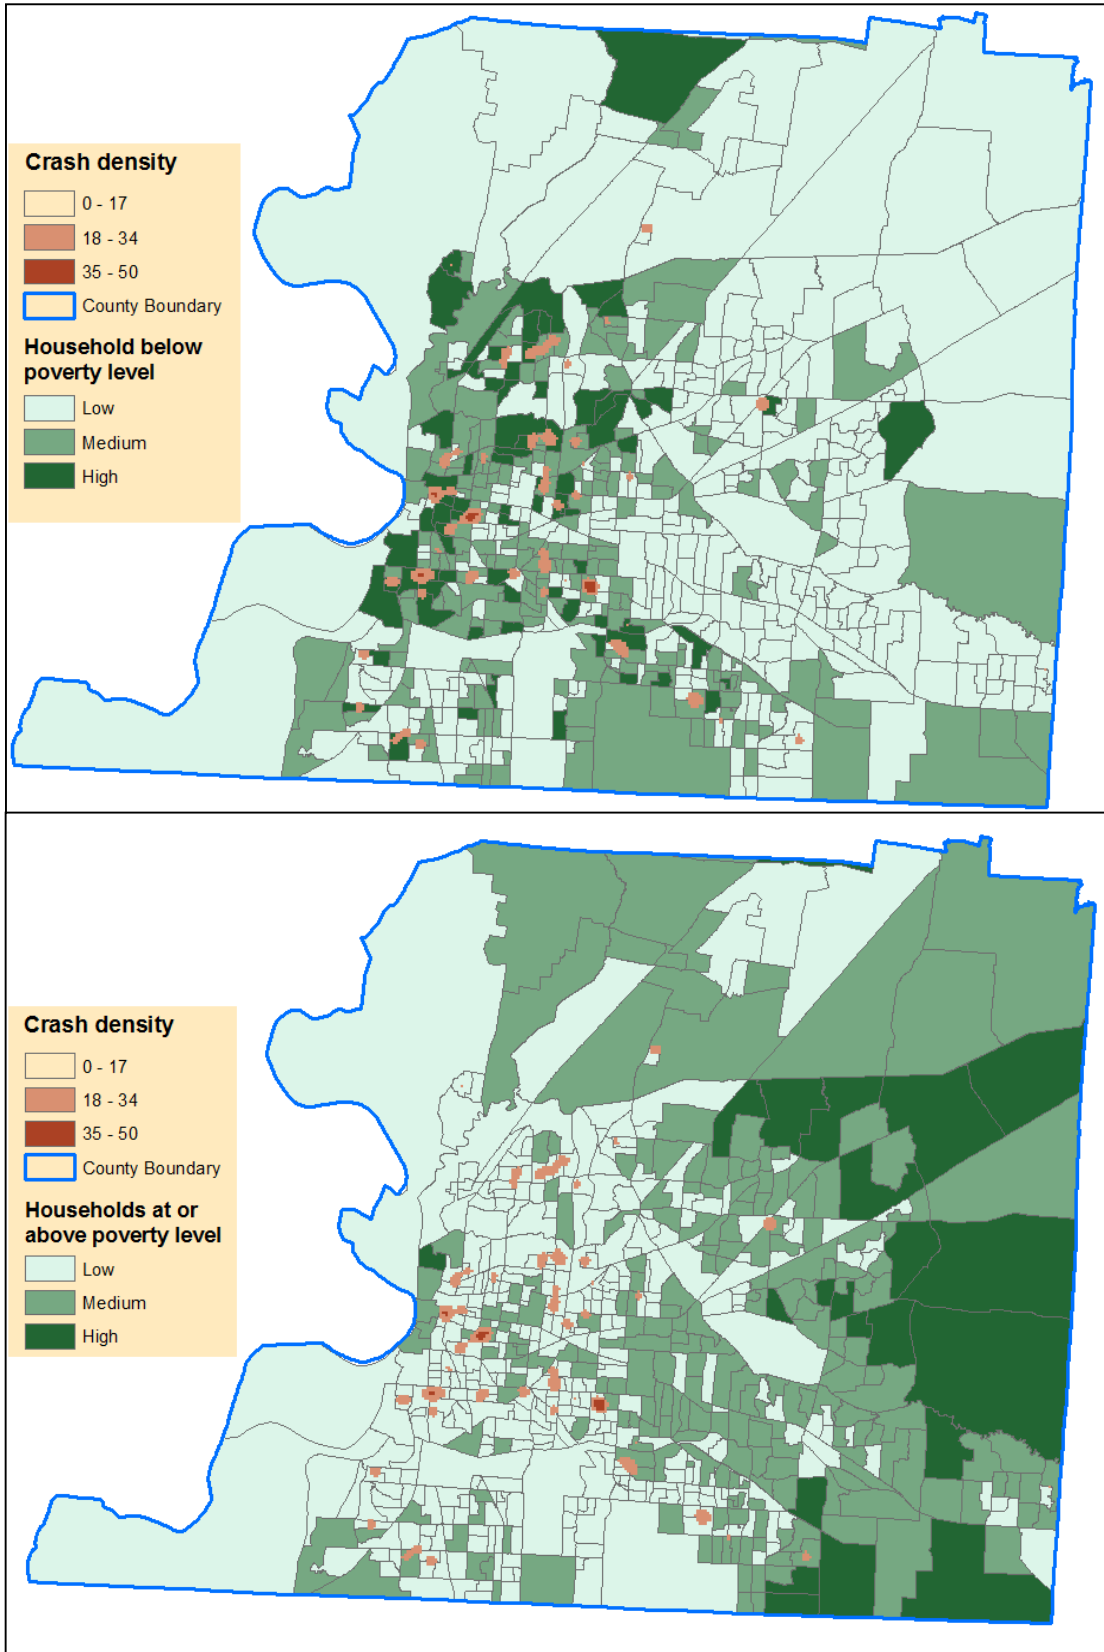 Crash density
0 - 17
18 - 34
35 - 50
County Boundary
Household below
poverty level
Low
Medium
High
Crash density
0 - 17
18 - 34
35 - 50
County Boundary
Households at or
above poverty level
Low
Medium
High